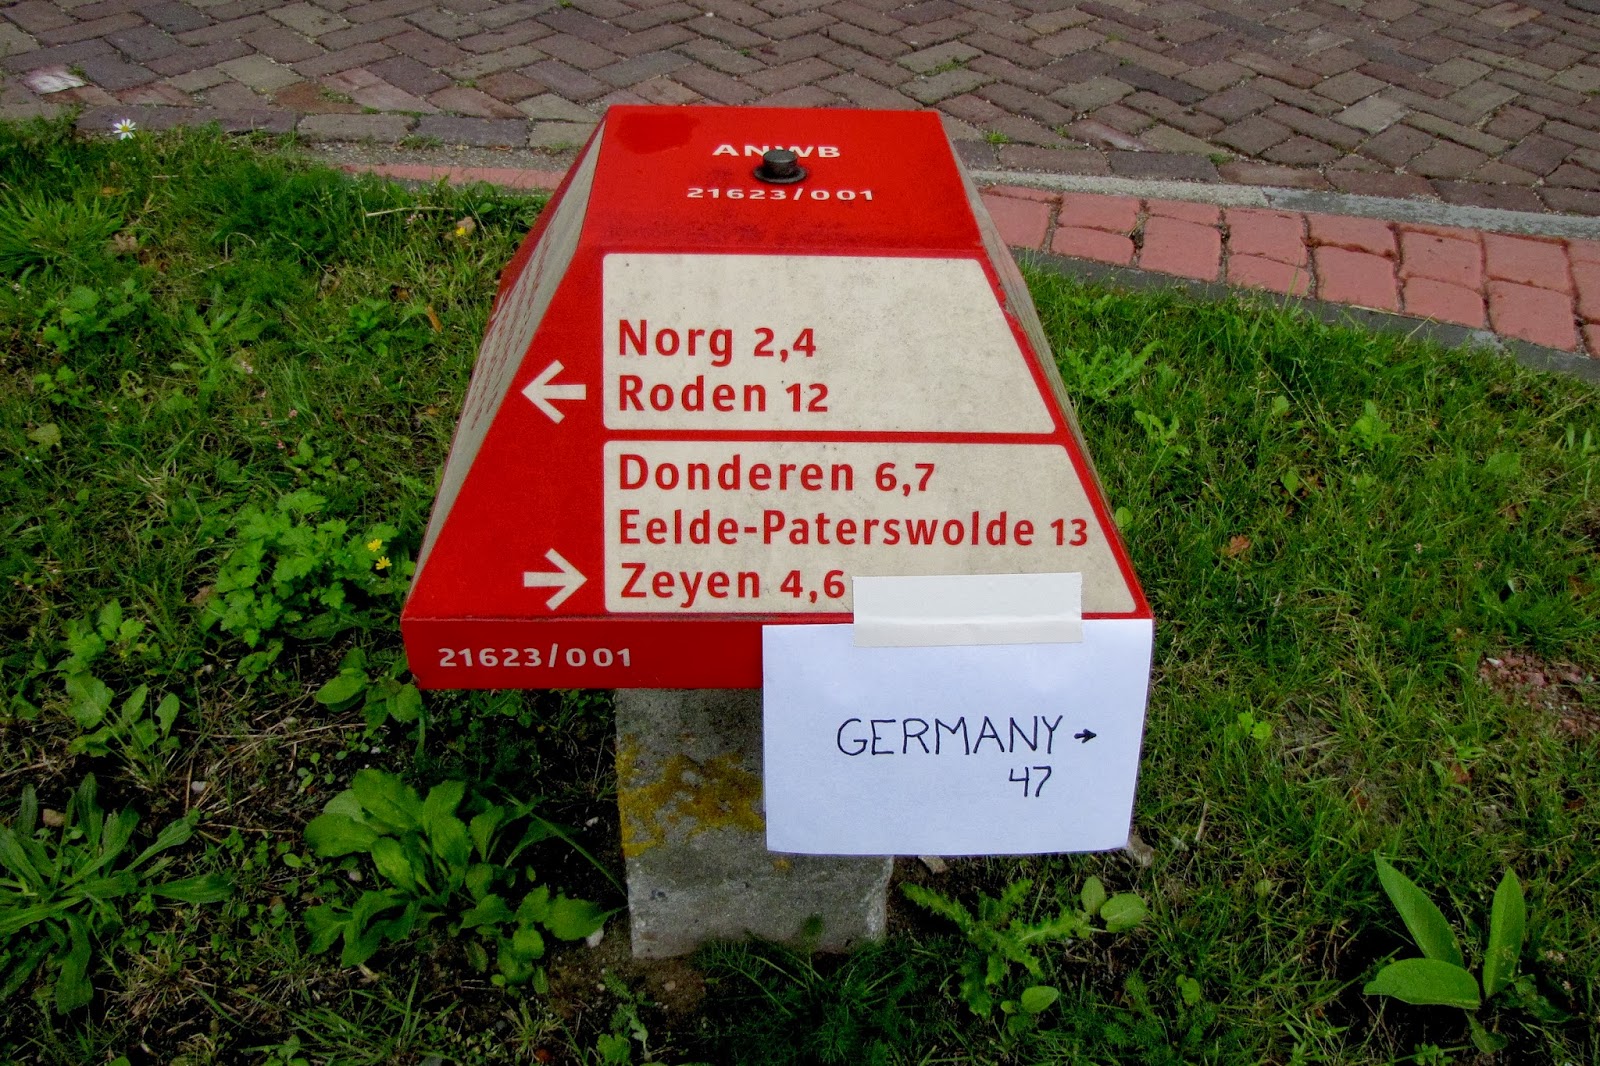 ANWB
21623/001
← Norg 2,4
Roden 12
Donderen 6,7
Eelde-Paterswolde 13
→ Zeyen 4,6
21623/001
GERMANY →
47